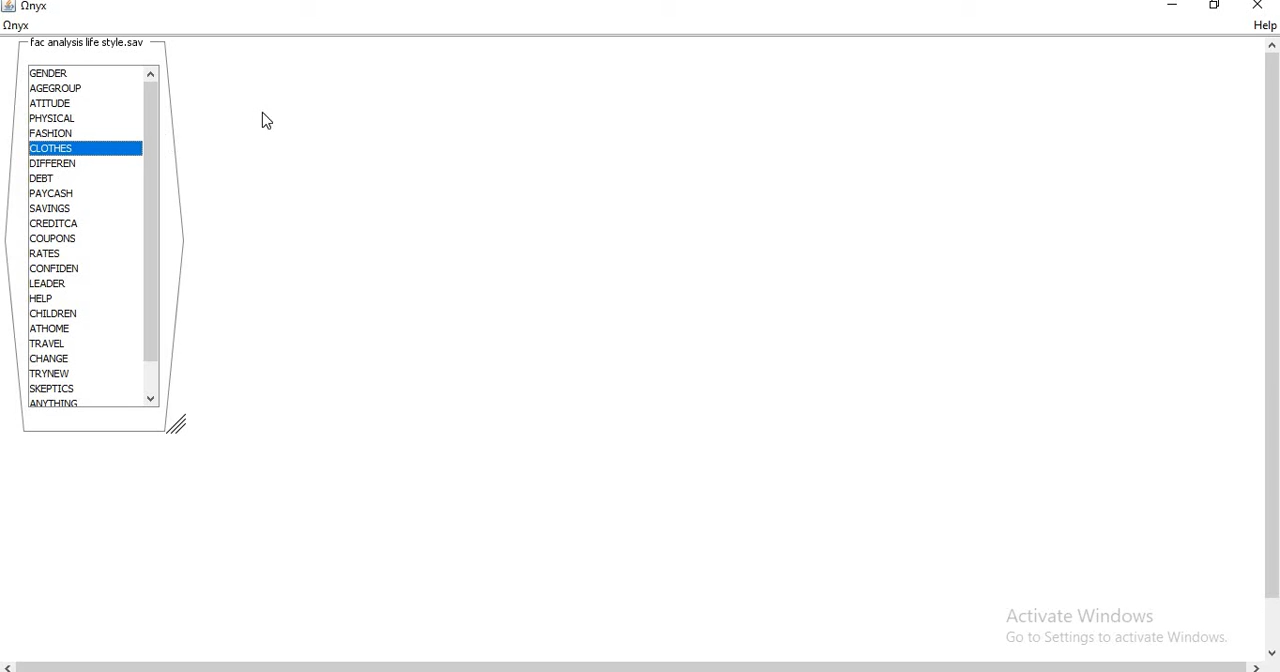 Ωnyx
Ωnyx Help
fac analysis life style.sav
GENDER
AGEGROUP
ATITUDE
PHYSICAL
FASHION
CLOTHES
DIFFEREN
DEBT
PAYCASH
SAVINGS
CREDITCA
COUPONS
RATES
CONFIDEN
LEADER
HELP
CHILDREN
ATHOME
TRAVEL
CHANGE
TRYNEW
SKEPTICS
ANYTHING
Activate Windows
Go to Settings to activate Windows.